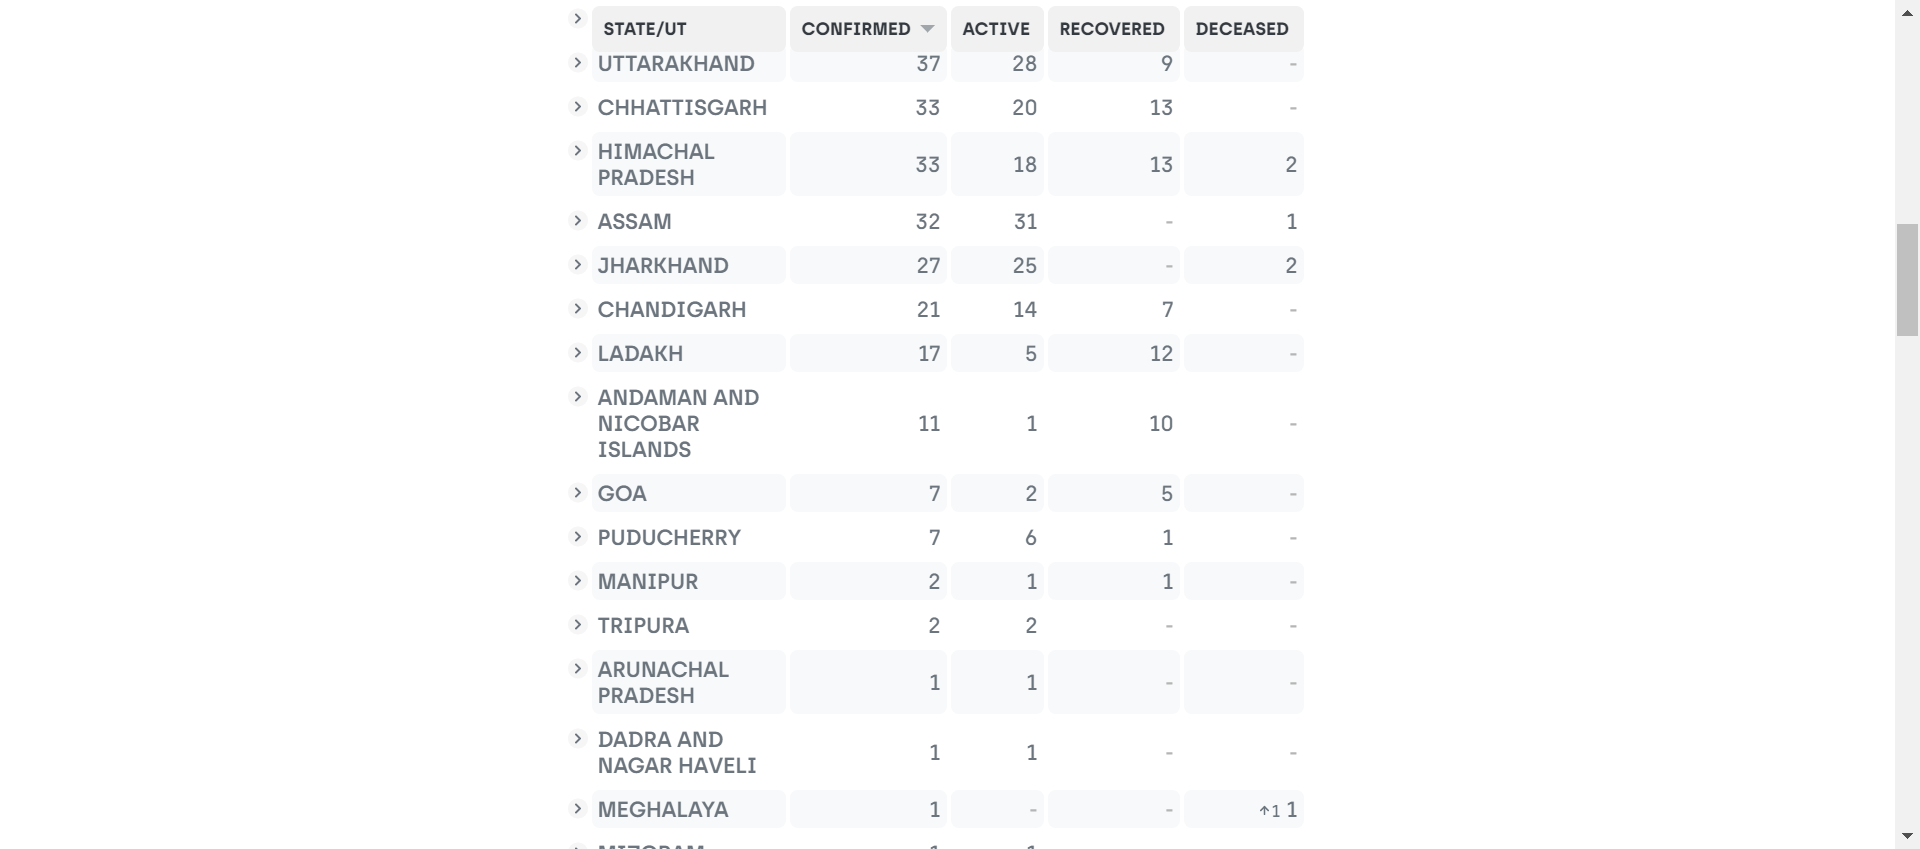 STATE/UT CONFIRMED ACTIVE RECOVERED DECEASED
UTTARAKHAND 37 28 9 -
CHHATTISGARH 33 20 13 -
HIMACHAL
PRADESH 33 18 13 2
ASSAM 32 31 - 1
JHARKHAND 27 25 - 2
CHANDIGARH 21 14 7 -
LADAKH 17 5 12 -
ANDAMAN AND
NICOBAR 11 1 10 -
ISLANDS
GOA 7 2 5 -
PUDUCHERRY 7 6 1 -
MANIPUR 2 1 1 -
TRIPURA 2 2 - -
ARUNACHAL
PRADESH 1 1 - -
DADRA AND
NAGAR HAVELI 1 1 - -
MEGHALAYA 1 - - ↑1 1